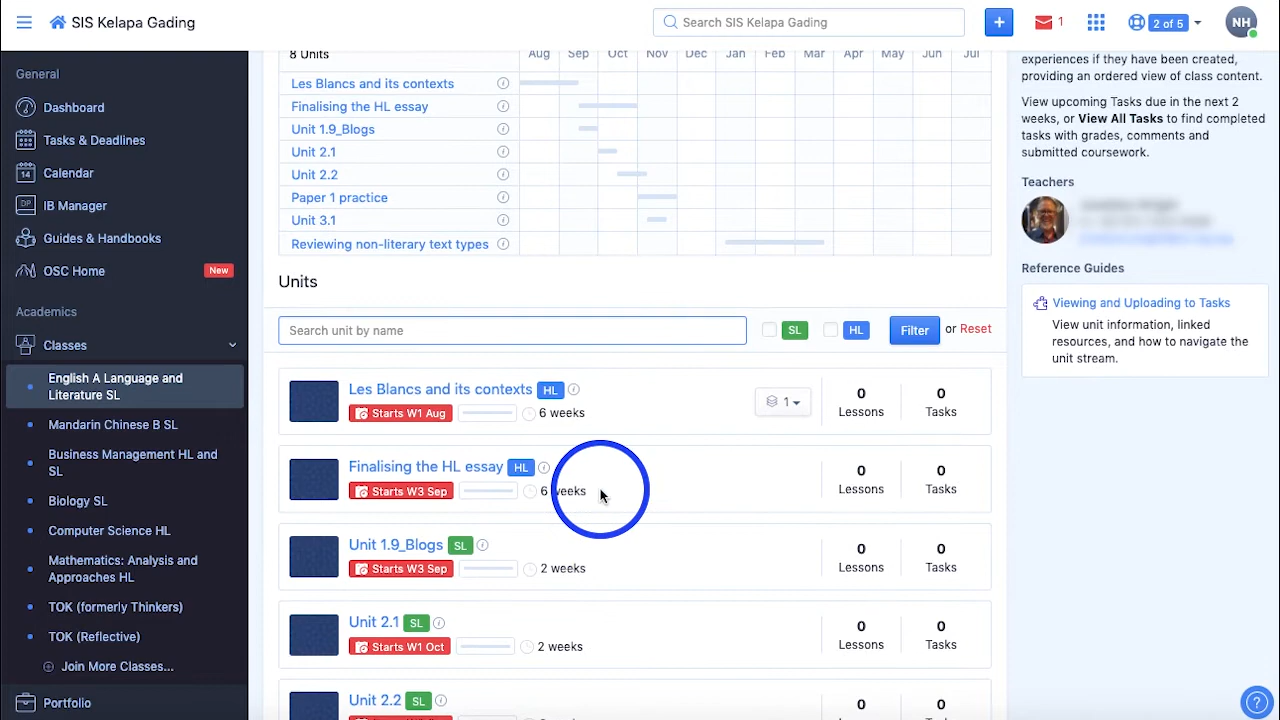 SIS Kelapa Gading
Search SIS Kelapa Gading
+
1
2 of 5
NH
General
Dashboard
Tasks & Deadlines
14
Calendar
DP
IB Manager
Guides & Handbooks
OSC Home
New
Academics
Classes
English A Language and
Literature SL
Mandarin Chinese B SL
Business Management HL and
SL
Biology SL
Computer Science HL
Mathematics: Analysis and
Approaches HL
TOK (formerly Thinkers)
TOK (Reflective)
Join More Classes...
Portfolio
8 Units
Aug Sep Oct Nov Dec Jan Feb Mar Apr May Jun Jul
Les Blancs and its contexts
Finalising the HL essay
Unit 1.9_Blogs
Unit 2.1
Unit 2.2
Paper 1 practice
Unit 3.1
Reviewing non-literary text types
Units
Search unit by name
SL
HL
Filter
or Reset
Les Blancs and its contexts HL
Starts W1 Aug
6 weeks
1
0
Lessons
0
Tasks
Finalising the HL essay HL
Starts W3 Sep
6 weeks
0
Lessons
0
Tasks
Unit 1.9_Blogs SL
Starts W3 Sep
2 weeks
0
Lessons
0
Tasks
Unit 2.1 SL
Starts W1 Oct
2 weeks
0
Lessons
0
Tasks
Unit 2.2 SL
0
0
experiences if they have been created,
providing an ordered view of class content.
View upcoming Tasks due in the next 2
weeks, or View All Tasks to find completed
tasks with grades, comments and
submitted coursework.
Teachers
Reference Guides
Viewing and Uploading to Tasks
View unit information, linked
resources, and how to navigate the
unit stream.
?